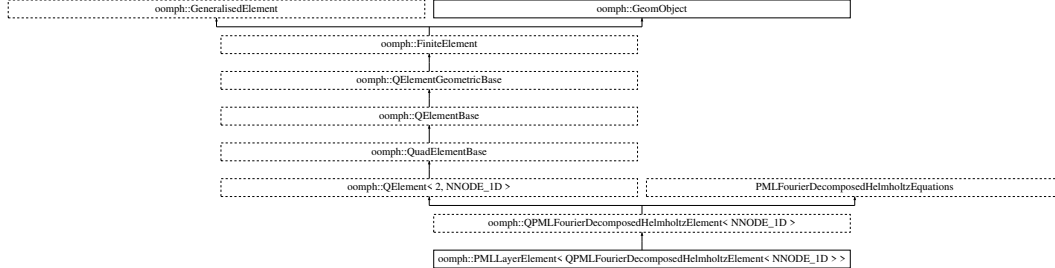 oomph::GeneralisedElement
oomph::GeomObject
oomph::FiniteElement
oomph::QElementGeometricBase
oomph::QElementBase
oomph::QuadElementBase
oomph::QElement< 2, NNODE_1D >
PMLFourierDecomposedHelmholtzEquations
oomph::QPMLFourierDecomposedHelmholtzElement< NNODE_1D >
oomph::PMLLayerElement< QPMLFourierDecomposedHelmholtzElement< NNODE_1D > >